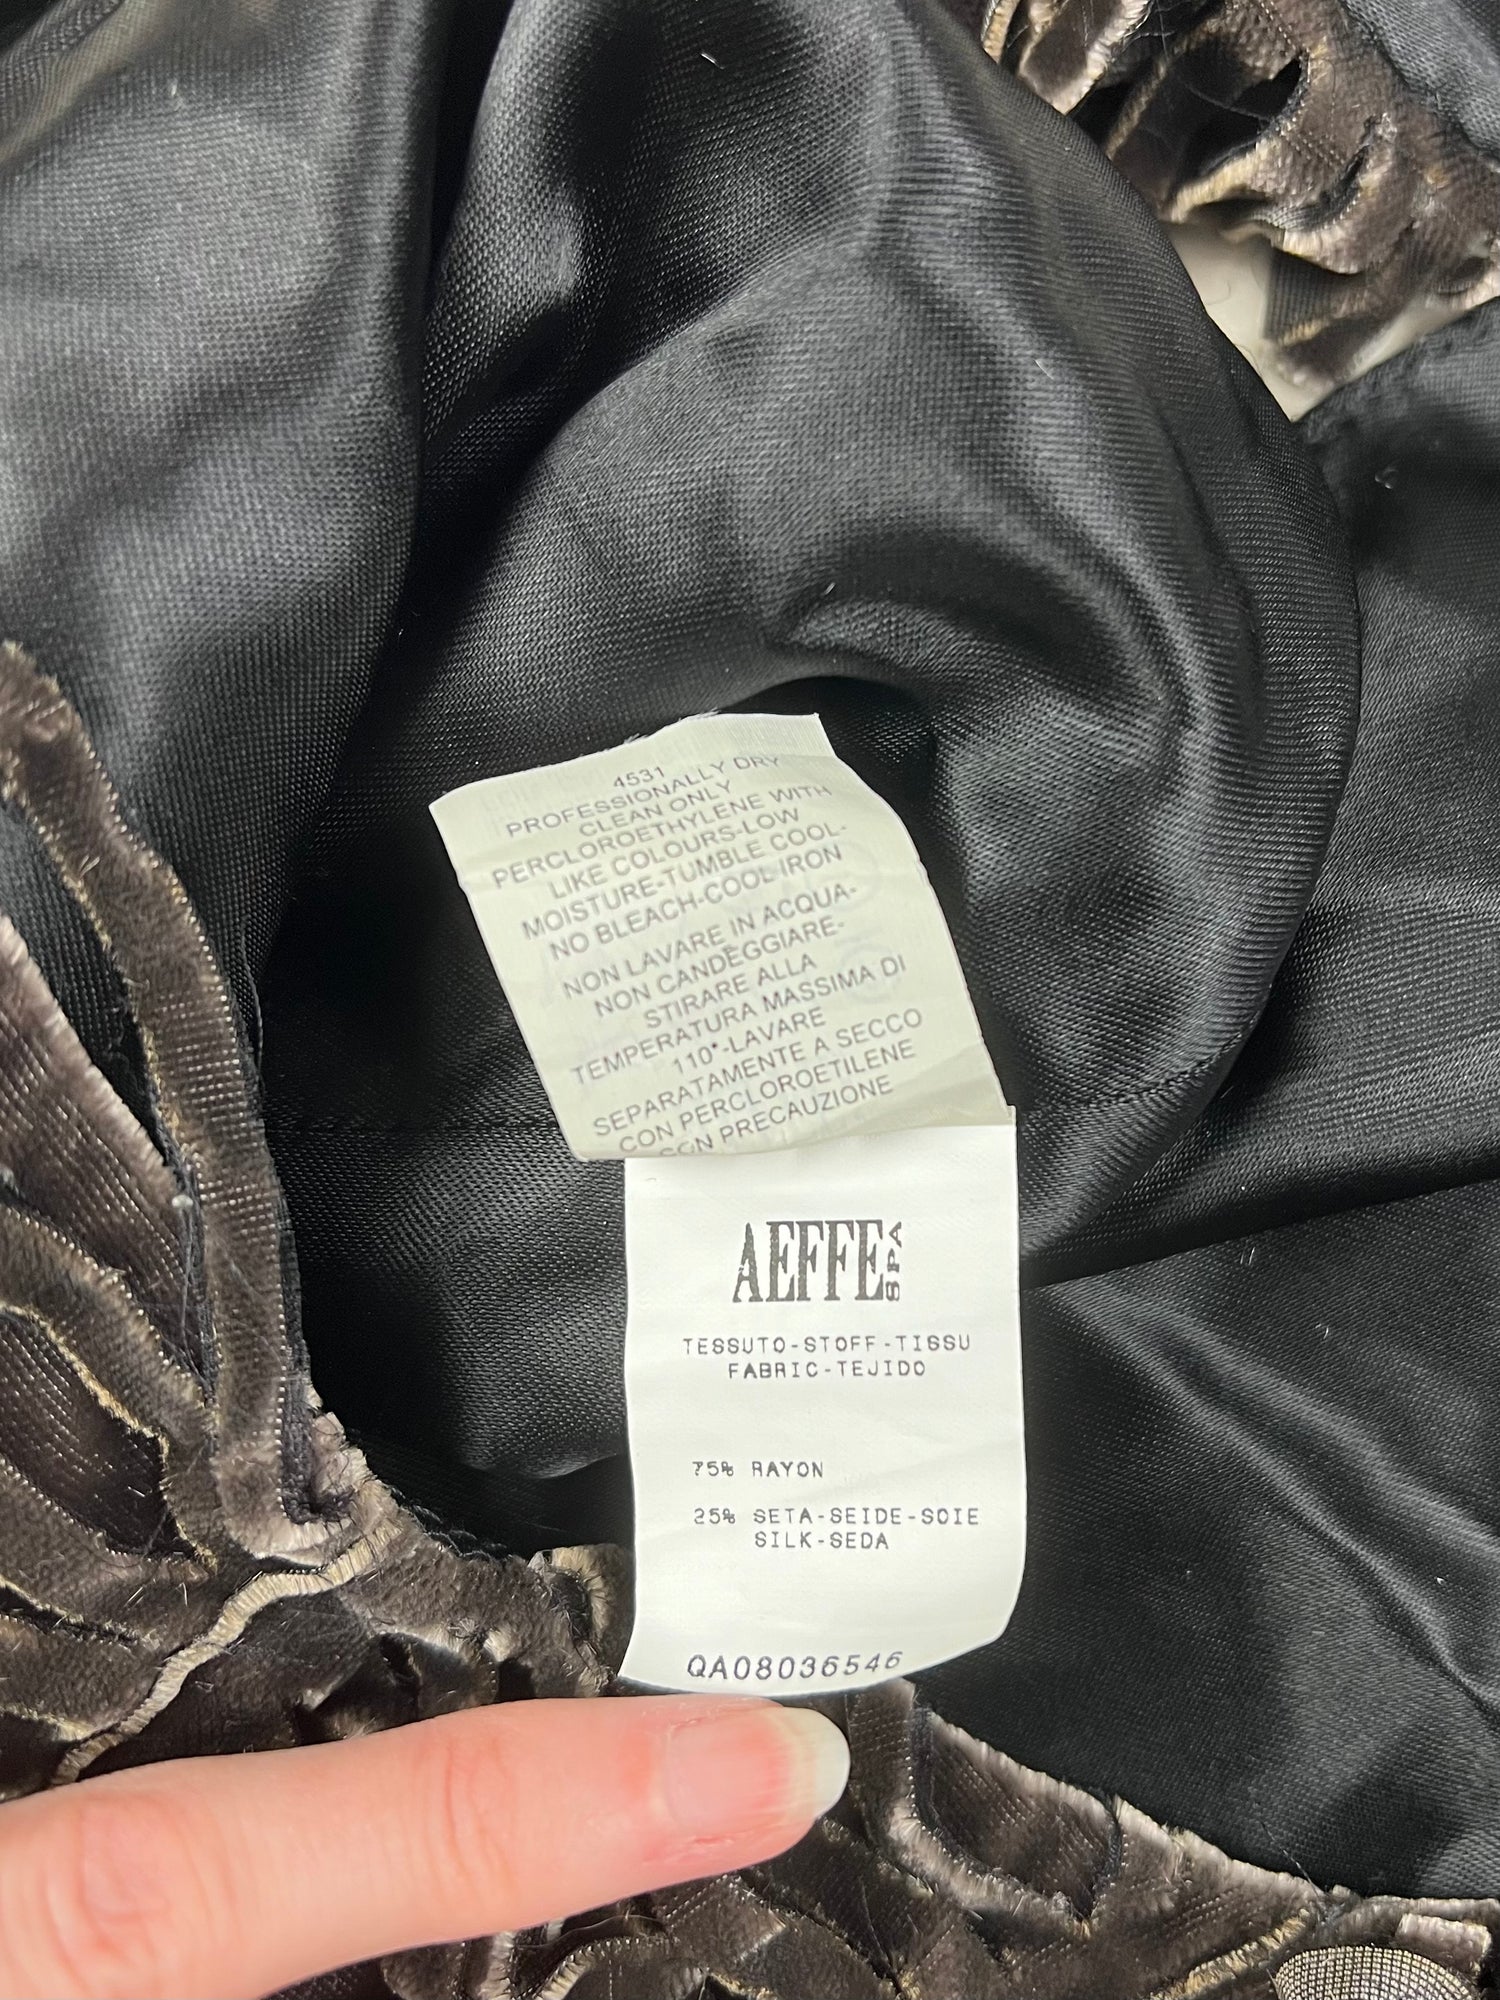 4531
PROFESSIONALLY DRY
CLEAN ONLY
PERCLOROETHYLENE WITH
LIKE COLOURS-LOW
MOISTURE-TUMBLE COOL-
NO BLEACH-COOL IRON
NON LAVARE IN ACQUA-
NON CANDEGGIARE-
STIRARE ALLA
TEMPERATURA MASSIMA DI
110°-LAVARE
SEPARATAMENTE A SECCO
CON PERCLOROETILENE
CON PRECAUZIONE
AEFFE SPA
TESSUTO-STOFF-TISSU
FABRIC-TEJIDO
75% RAYON
25% SETA-SEIDE-SOIE
SILK-SEDA
QA08036546